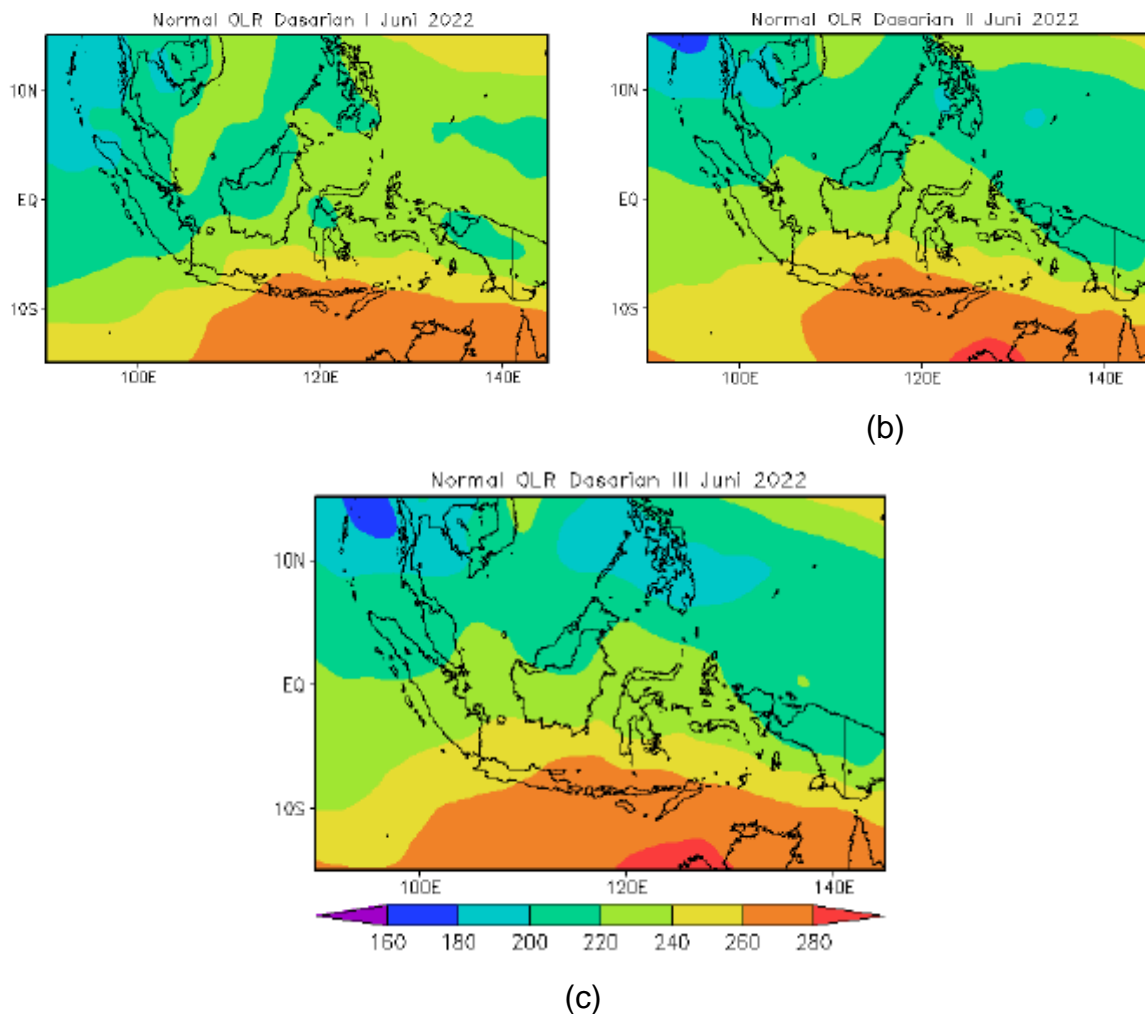 Normal OLR Dasarian I Juni 2022
10N
EQ
10S
100E 120E 140E
Normal OLR Dasarian II Juni 2022
10N
EQ
10S
100E 120E 140E
(b)
Normal OLR Dasarian III Juni 2022
10N
EQ
10S
100E 120E 140E
160 180 200 220 240 260 280
(c)